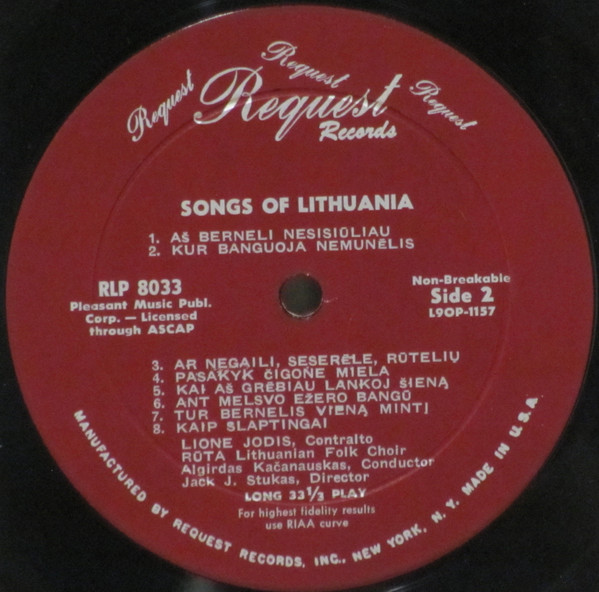 Request
Request
Request
Request
Records
SONGS OF LITHUANIA
1. AŠ BERNELI NESISIŪLIAU
2. KUR BANGUOJA NEMUNĖLIS
RLP 8033
Pleasant Music Publ.
Corp. — Licensed
through ASCAP
Non-Breakable
Side 2
L9OP-1157
3. AR NEGAILI, SESERĖLE, RŪTELIŲ
4. PASAKYK ČIGONE MIELA
5. KAI AŠ GRĖBIAU LANKOJ ŠIENĄ
6. ANT MELSVO EŽERO BANGŪ
7. TUR BERNELIS VIENĄ MINTĮ
8. KAIP SLAPTINGAI
LIONE JODIS, Contralto
RŪTA Lithuanian Folk Choir
Algirdas Kačanauskas, Conductor
Jack J. Stukas, Director
LONG 33⅓ PLAY
For highest fidelity results
use RIAA curve
MANUFACTURED BY REQUEST RECORDS, INC., NEW YORK, N. Y. MADE IN U.S.A.